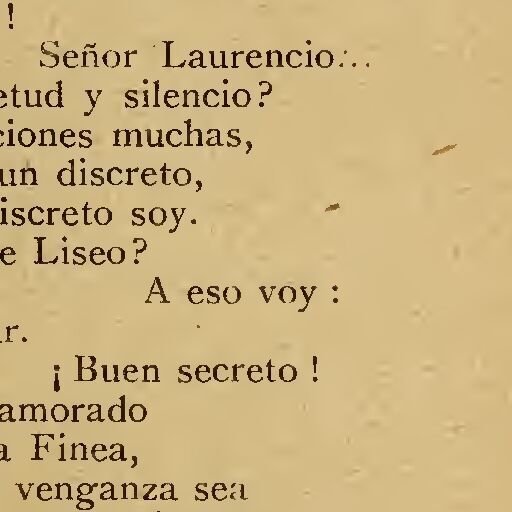 !
Señor Laurencio...
etud y silencio?
ciones muchas,
un discreto,
iscreto soy.
e Liseo?
A eso voy :
r.
¡ Buen secreto !
amorado
a Finea,
venganza sea